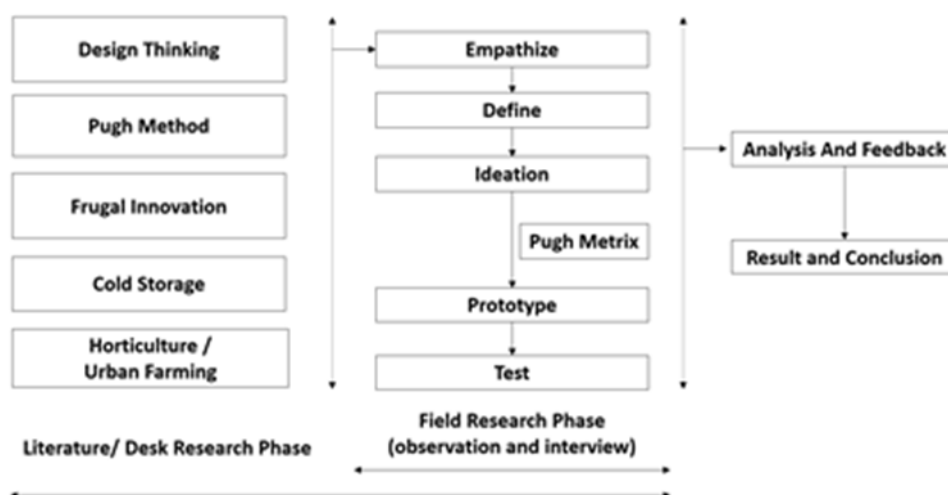 Design Thinking
Pugh Method
Frugal Innovation
Cold Storage
Horticulture /
Urban Farming
Literature/ Desk Research Phase
Empathize
Define
Ideation
Pugh Metrix
Prototype
Test
Field Research Phase
(observation and interview)
Analysis And Feedback
Result and Conclusion